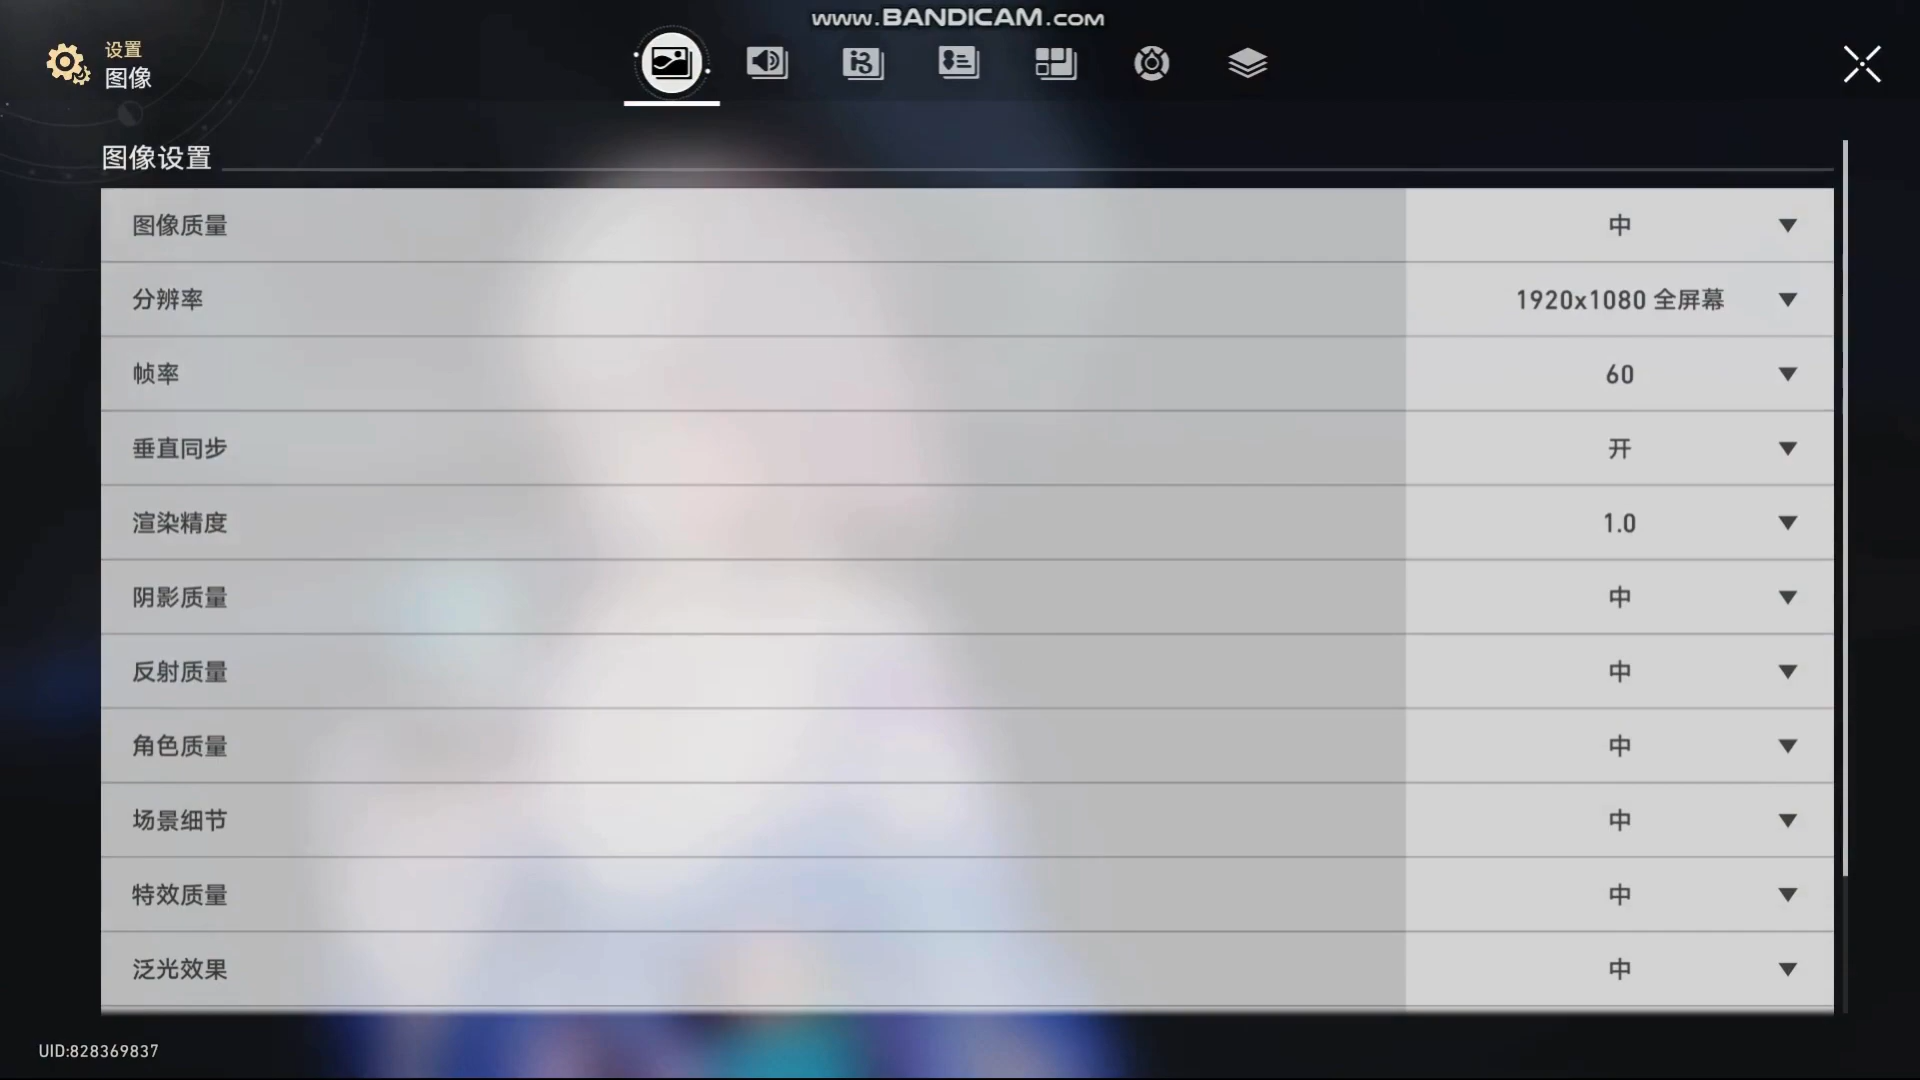 www.BANDICAM.com
设置
图像
图像设置
图像质量 中
分辨率 1920x1080 全屏幕
帧率 60
垂直同步 开
渲染精度 1.0
阴影质量 中
反射质量 中
角色质量 中
场景细节 中
特效质量 中
泛光效果 中
UID:828369837